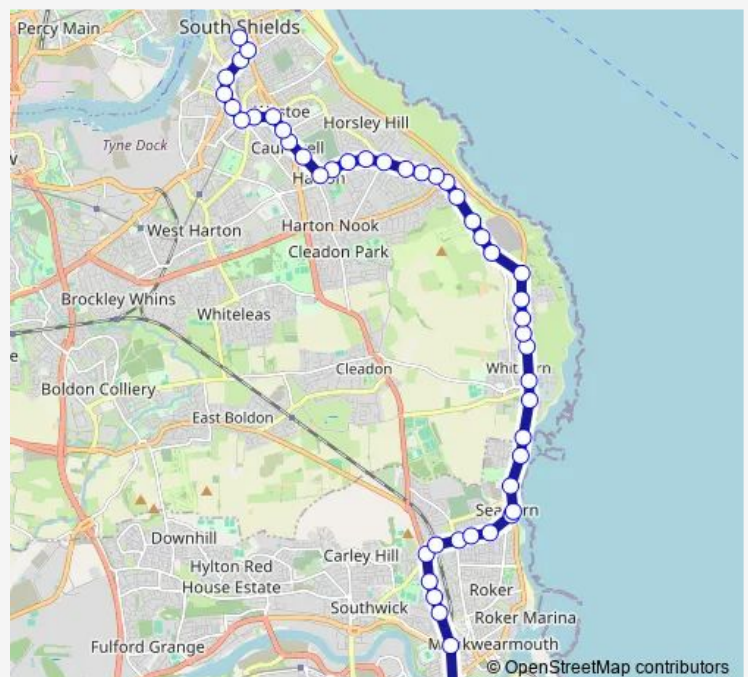 Percy Main
South Shields
Horsley Hill
Tyne Dock
West Harton
Harton Nook
Cleadon Park
Brockley Whins
Whiteleas
Cleadon
Boldon Colliery
East Boldon
Downhill
Carley Hill
Hylton Red
House Estate
Roker
Southwick
Roker Marina
Fulford Grange
© OpenStreetMap contributors